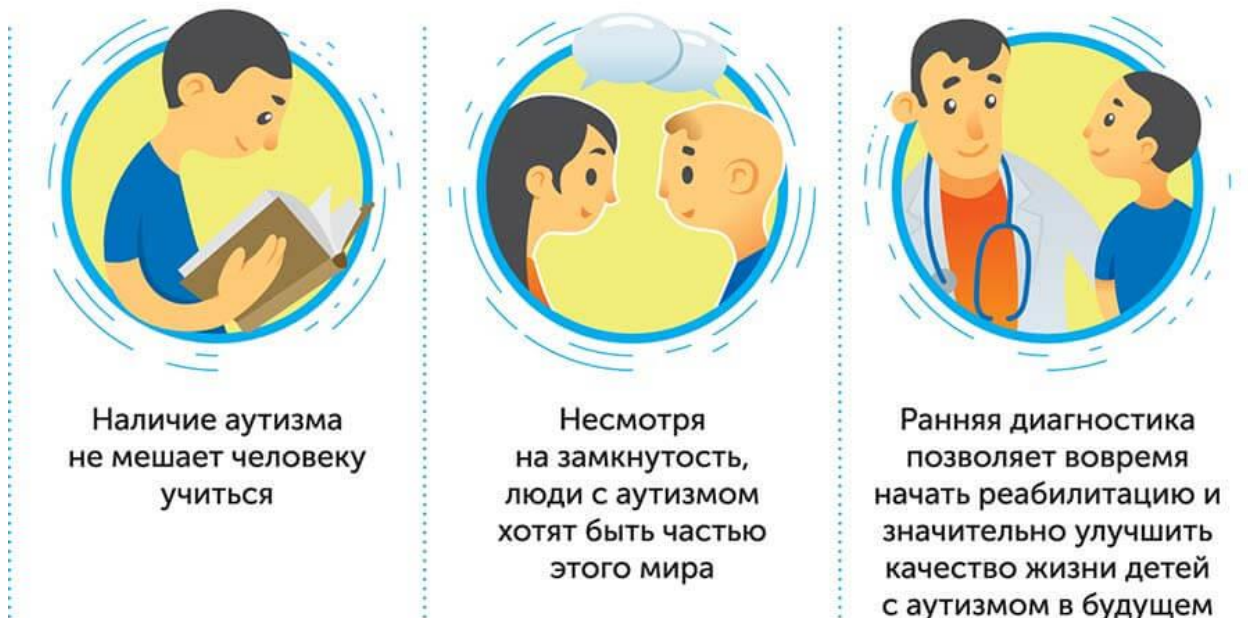 Наличие аутизма
не мешает человеку
учиться
Несмотря
на замкнутость,
люди с аутизмом
хотят быть частью
этого мира
Ранняя диагностика
позволяет вовремя
начать реабилитацию и
значительно улучшить
качество жизни детей
с аутизмом в будущем